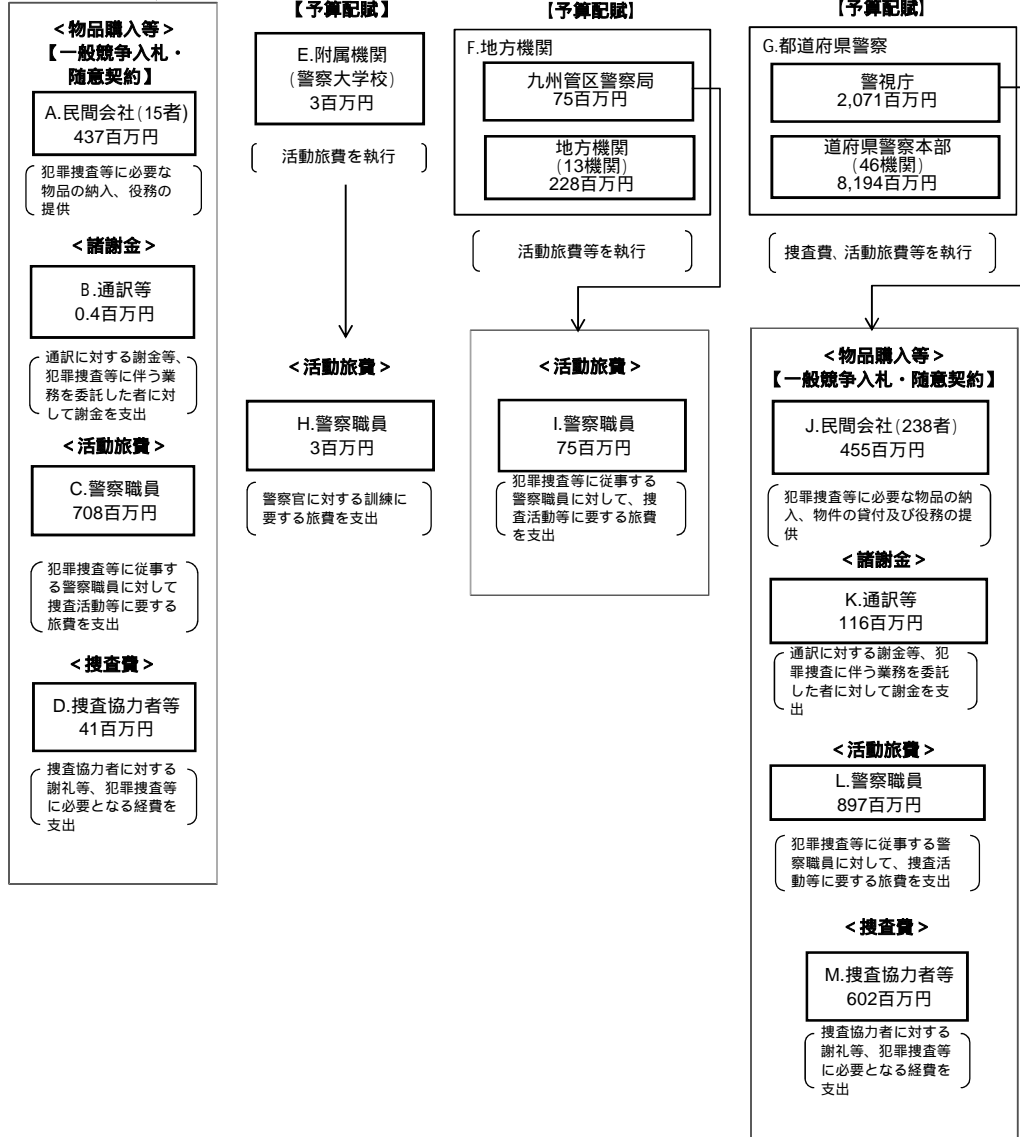 ＜物品購入等＞
【一般競争入札・
随意契約】
A.民間会社(15者)
437百万円
犯罪捜査等に必要な
物品の納入、役務の
提供
＜諸謝金＞
B.通訳等
0.4百万円
通訳に対する謝金等、
犯罪捜査等に伴う業
務を委託した者に対
して謝金を支出
＜活動旅費＞
C.警察職員
708百万円
犯罪捜査等に従事す
る警察職員に対して
捜査活動等に要する
旅費を支出
＜捜査費＞
D.捜査協力者等
41百万円
捜査協力者に対する
謝礼等、犯罪捜査等
に必要となる経費を
支出
【予算配賦】
E.附属機関
(警察大学校)
3百万円
活動旅費を執行
＜活動旅費＞
H.警察職員
3百万円
警察官に対する訓練に
要する旅費を支出
【予算配賦】
F.地方機関
九州管区警察局
75百万円
地方機関
(13機関)
228百万円
活動旅費等を執行
＜活動旅費＞
I.警察職員
75百万円
犯罪捜査等に従事する
警察職員に対して、捜
査活動等に要する旅費
を支出
【予算配賦】
G.都道府県警察
警視庁
2,071百万円
道府県警察本部
(46機関)
8,194百万円
捜査費、活動旅費等を執行
＜物品購入等＞
【一般競争入札・随意契約】
J.民間会社(238者)
455百万円
犯罪捜査等に必要な物品の納
入、物件の貸付及び役務の提
供
＜諸謝金＞
K.通訳等
116百万円
通訳に対する謝金等、犯
罪捜査に伴う業務を委託
した者に対して謝金を支
出
＜活動旅費＞
L.警察職員
897百万円
犯罪捜査等に従事する警
察職員に対して、捜査活
動等に要する旅費を支出
＜捜査費＞
M.捜査協力者等
602百万円
捜査協力者に対する
謝礼等、犯罪捜査等
に必要となる経費を
支出